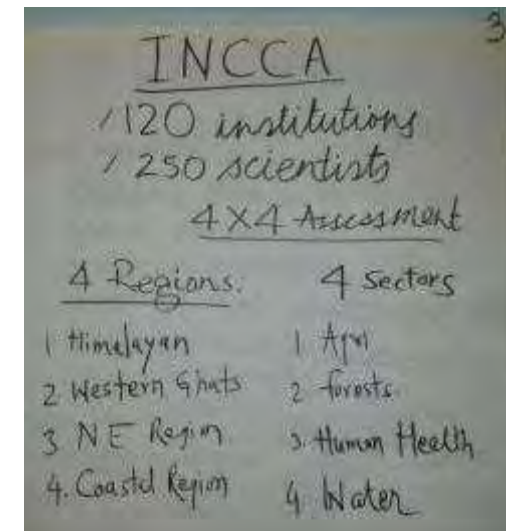 3
INCCA
/ 120 institutions
/ 250 scientists
4X4 Assessment
4 Regions. 4 Sectors
1 Himalayan 1 Agri
2 Western Ghats 2 forests.
3 NE Region 3. Human Health
4. Coastal Region 4 Water